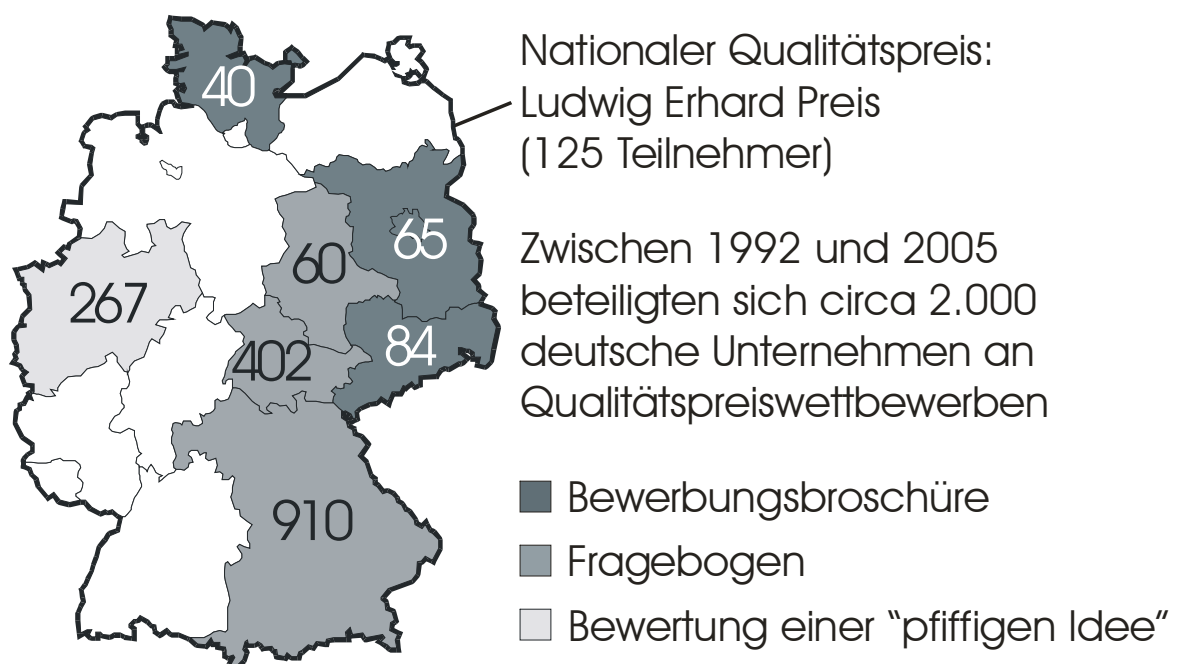 Nationaler Qualitätspreis:
Ludwig Erhard Preis
(125 Teilnehmer)
Zwischen 1992 und 2005
beteiligten sich circa 2.000
deutsche Unternehmen an
Qualitätspreiswettbewerben
Bewerbungsbroschüre
Fragebogen
Bewertung einer “pfiffigen Idee”
40
65
60
267
84
402
910